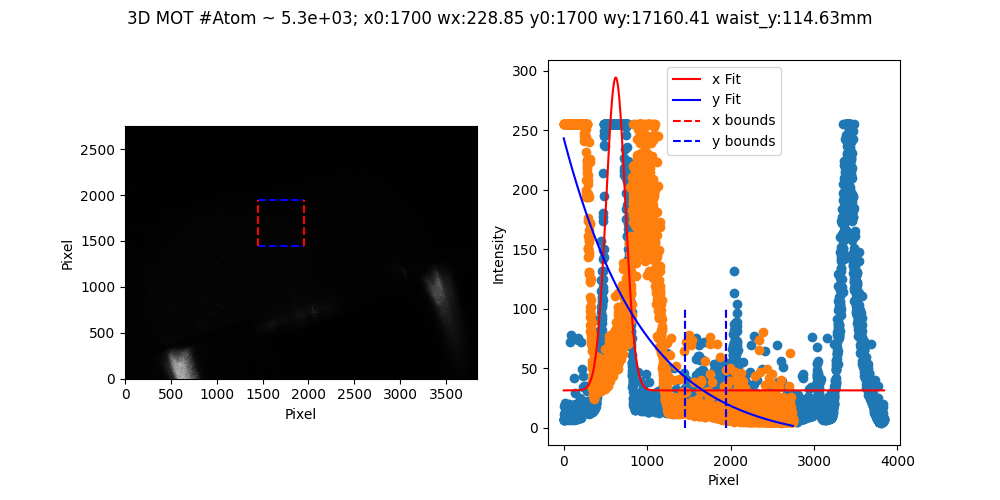 3D MOT #Atom ~ 5.3e+03; x0:1700 wx:228.85 y0:1700 wy:17160.41 waist_y:114.63mm
Pixel
2500
2000
1500
1000
500
0
0 500 1000 1500 2000 2500 3000 3500
Pixel
Intensity
300
250
200
150
100
50
0
0 1000 2000 3000 4000
Pixel
x Fit
y Fit
x bounds
y bounds